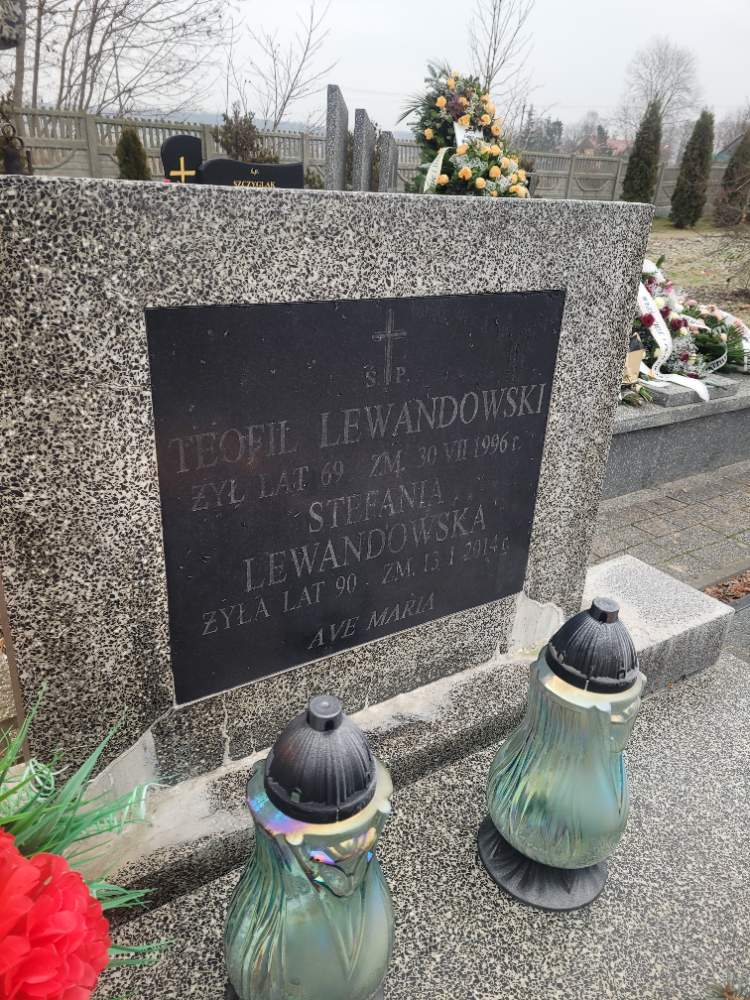 Ś.P.
SZCZYGLAK
Ś. P.
TEOFIL LEWANDOWSKI
ŻYŁ LAT 69 ZM. 30 VII 1996 r.
STEFANIA
LEWANDOWSKA
ŻYŁA LAT 90. ZM. 13 I 2014 r.
AVE MARIA